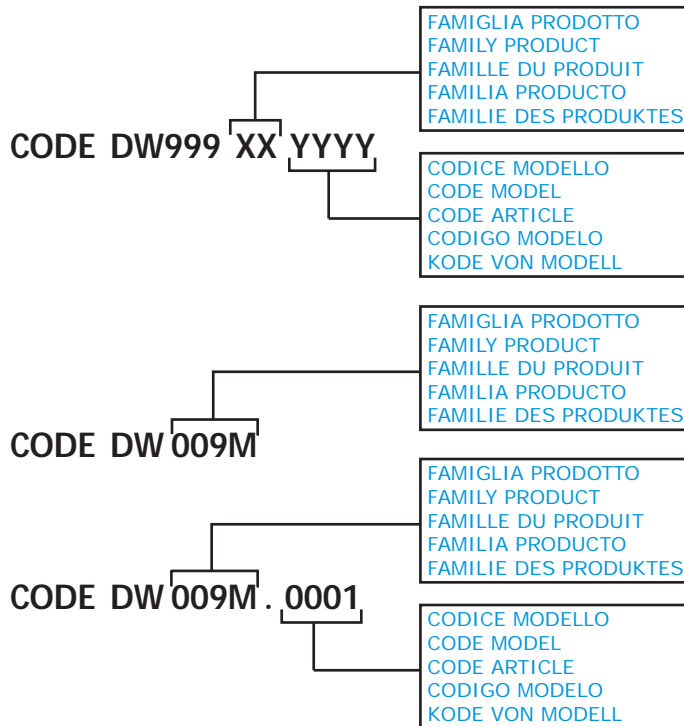 FAMIGLIA PRODOTTO
FAMILY PRODUCT
FAMILLE DU PRODUIT
FAMILIA PRODUCTO
FAMILIE DES PRODUKTES
CODE DW999 XX YYYY
CODICE MODELLO
CODE MODEL
CODE ARTICLE
CODIGO MODELO
KODE VON MODELL
FAMIGLIA PRODOTTO
FAMILY PRODUCT
FAMILLE DU PRODUIT
FAMILIA PRODUCTO
FAMILIE DES PRODUKTES
CODE DW 009M
FAMIGLIA PRODOTTO
FAMILY PRODUCT
FAMILLE DU PRODUIT
FAMILIA PRODUCTO
FAMILIE DES PRODUKTES
CODE DW 009M . 0001
CODICE MODELLO
CODE MODEL
CODE ARTICLE
CODIGO MODELO
KODE VON MODELL